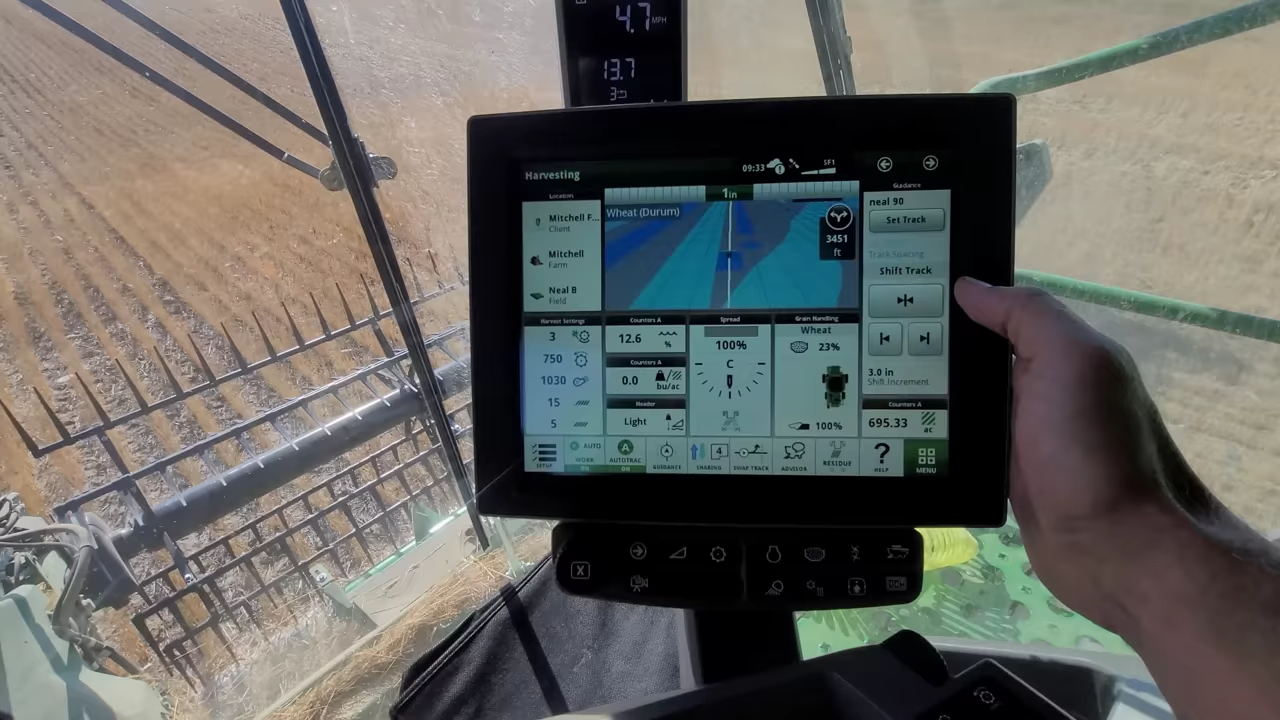 4.7 MPH
13.7
3
Harvesting
09:33
SF1
Location
Mitchell F...
Client
Mitchell
Farm
Neal B
Field
1in
Wheat (Durum)
3451
ft
Guidance
neal 90
Set Track
Track Spacing
Shift Track
3.0 in
Shift Increment
Harvest Settings
3
750
1030
15
5
Counters A
12.6
%
Counters A
0.0
bu/ac
Header
Light
Spread
100%
C
Grain Handling
Wheat
23%
100%
Counters A
695.33
ac
SETUP
AUTO
WORK
ON
A
AUTOTRAC
ON
GUIDANCE
4
SHARING
SWAP TRACK
ADVISOR
RESIDUE
?
HELP
MENU
X